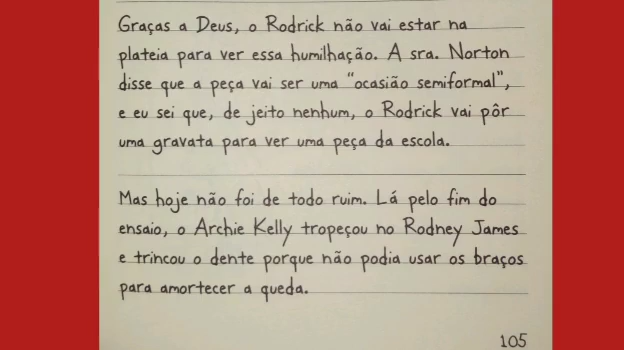 Graças a Deus, o Rodrick não vai estar na
plateia para ver essa humilhação. A sra. Norton
disse que a peça vai ser uma "ocasião semiformal",
e eu sei que, de jeito nenhum, o Rodrick vai pôr
uma gravata para ver uma peça da escola.
Mas hoje não foi de todo ruim. Lá pelo fim do
ensaio, o Archie Kelly tropeçou no Rodney James
e trincou o dente porque não podia usar os braços
para amortecer a queda.
105